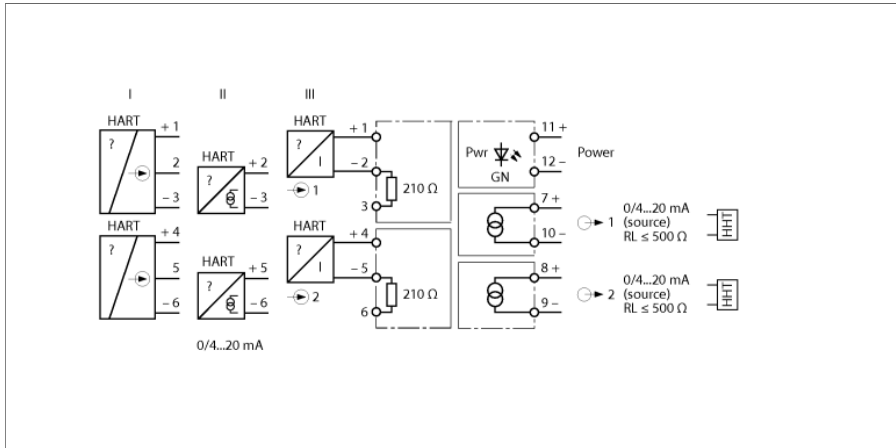 I II III
HART
? + 1
2
– 3
HART
? + 2
– 3
HART
? I
1
+ 1
– 2
3
210 Ω
Pwr
GN
11 +
12 –
Power
7 +
10 –
1
0/4...20 mA
(source)
RL ≤ 500 Ω
HHT
HART
? + 4
5
– 6
HART
? + 5
– 6
0/4...20 mA
HART
? I
2
+ 4
– 5
6
210 Ω
8 +
9 –
2
0/4...20 mA
(source)
RL ≤ 500 Ω
HHT